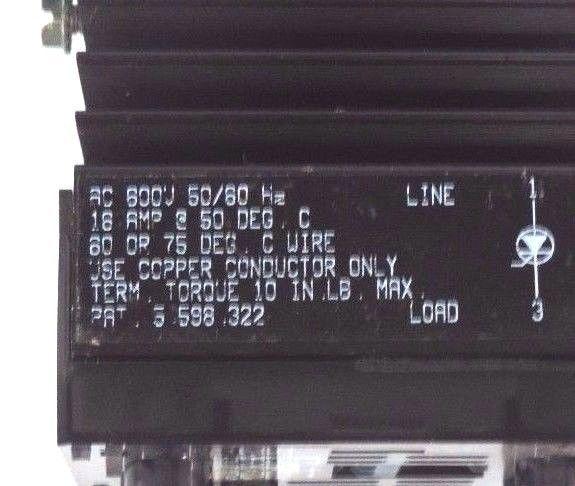 AC 600V 50/60 Hz LINE 1
18 AMP @ 50 DEG. C
60 OR 75 DEG. C WIRE
USE COPPER CONDUCTOR ONLY
TERM. TORQUE 10 IN.LB. MAX.
PAT. 5 598 322 LOAD 3